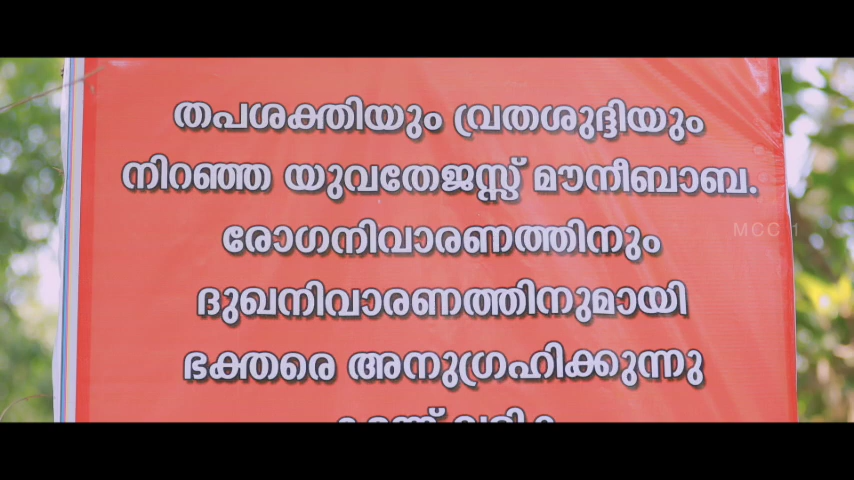 തപശക്തിയും വ്രതശുദ്ദിയും
നിറഞ്ഞ യുവതേജസ്സ് മൗനീബാബ.
രോഗനിവാരണത്തിനും
ദുഖനിവാരണത്തിനുമായി
ഭക്തരെ അനുഗ്രഹിക്കുന്നു
MCC 1